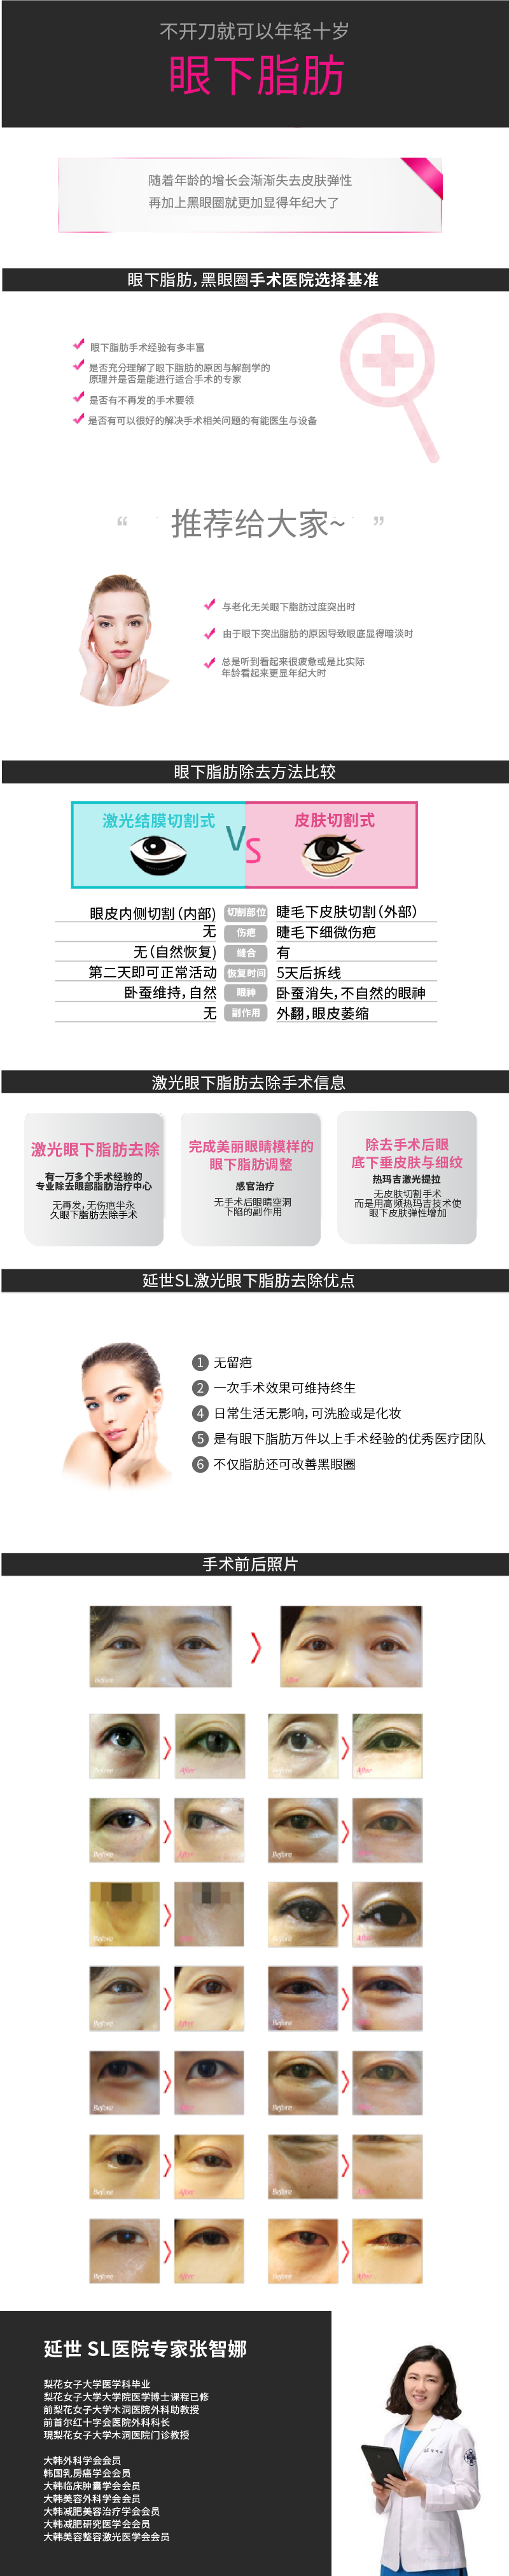 不开刀就可以年轻十岁
眼下脂肪
随着年龄的增长会渐渐失去皮肤弹性
再加上黑眼圈就更加显得年纪大了
眼下脂肪，黑眼圈手术医院选择基准
眼下脂肪手术经验有多丰富
是否充分理解了眼下脂肪的原因与解剖学的
原理并是否是能进行适合手术的专家
是否有不再发的手术要领
是否有可以很好的解决手术相关问题的有能医生与设备
“ 推荐给大家~ ”
与老化无关眼下脂肪过度突出时
由于眼下突出脂肪的原因导致眼底显得暗淡时
总是听到看起来很疲惫或是比实际
年龄看起来更显年纪大时
眼下脂肪除去方法比较
激光结膜切割式 VS 皮肤切割式
眼皮内侧切割（内部） 切割部位 睫毛下皮肤切割（外部）
无 伤疤 睫毛下细微伤疤
无（自然恢复） 缝合 有
第二天即可正常活动 恢复时间 5天后拆线
卧蚕维持，自然 眼神 卧蚕消失，不自然的眼神
无 副作用 外翻，眼皮萎缩
激光眼下脂肪去除手术信息
激光眼下脂肪去除
有一万多个手术经验的
专业除去眼部脂肪治疗中心
无再发，无伤疤半永
久眼下脂肪去除手术
完成美丽眼睛模样的
眼下脂肪调整
感官治疗
无手术后眼睛空洞
下陷的副作用
除去手术后眼
底下垂皮肤与细纹
热玛吉激光提拉
无皮肤切割手术
而是用高频热玛吉技术使
眼下皮肤弹性增加
延世SL激光眼下脂肪去除优点
1 无留疤
2 一次手术效果可维持终生
4 日常生活无影响，可洗脸或是化妆
5 是有眼下脂肪万件以上手术经验的优秀医疗团队
6 不仅脂肪还可改善黑眼圈
手术前后照片
Before After
Before After Before After
Before After Before
Before Before After
Before After Before After
Before After Before
Before After Before After
Before After Before After
延世 SL医院专家张智娜
梨花女子大学医学科毕业
梨花女子大学大学院医学博士课程已修
前梨花女子大学木洞医院外科助教授
前首尔红十字会医院外科科长
现梨花女子大学木洞医院门诊教授
大韩外科学会会员
韩国乳房癌学会会员
大韩临床肿囊学会会员
大韩美容外科学会会员
大韩减肥美容治疗学会会员
大韩减肥研究医学会会员
大韩美容整容激光医学会会员